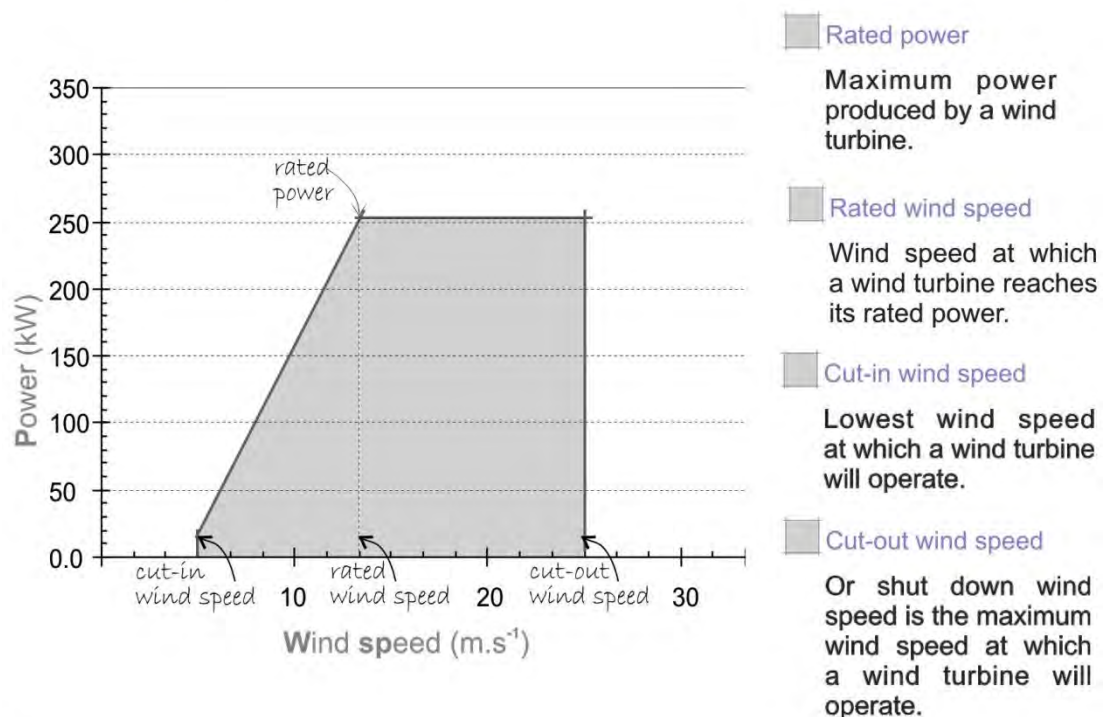 350
300
250
200
150
100
50
0.0
Power (kW)
rated
power
cut-in
wind speed
10
rated
wind speed
20
cut-out
wind speed
30
Wind speed (m.s⁻¹)
Rated power
Maximum power
produced by a wind
turbine.
Rated wind speed
Wind speed at which
a wind turbine reaches
its rated power.
Cut-in wind speed
Lowest wind speed
at which a wind turbine
will operate.
Cut-out wind speed
Or shut down wind
speed is the maximum
wind speed at which
a wind turbine will
operate.